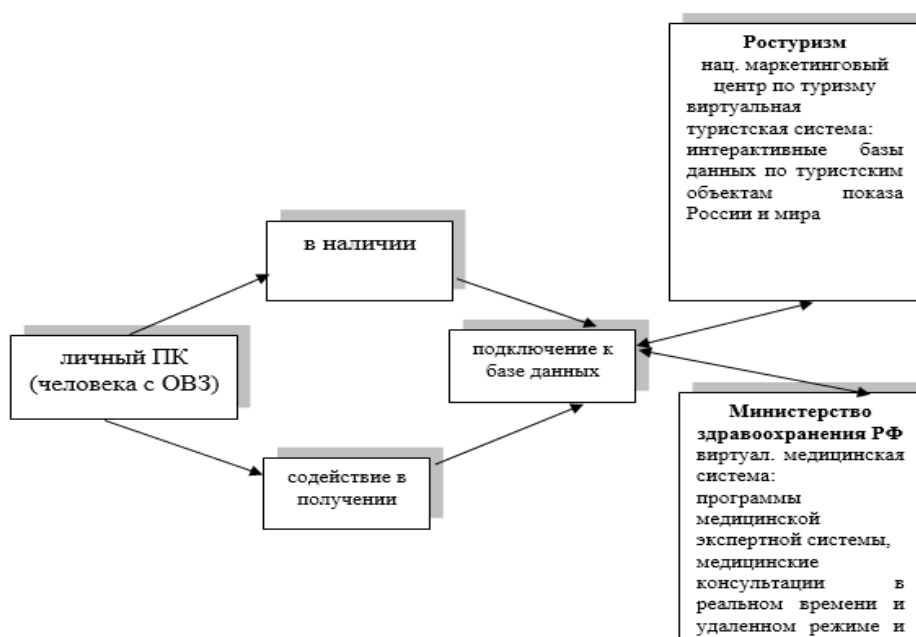 Ростуризм
нац. маркетинговый
центр по туризму
виртуальная
туристская система:
интерактивные базы
данных по туристским
объектам показа
России и мира
в наличии
личный ПК
(человека с ОВЗ)
подключение к
базе данных
содействие в
получении
Министерство
здравоохранения РФ
виртуал. медицинская
система:
программы
медицинской
экспертной системы,
медицинские
консультации в
реальном времени и
удаленном режиме и